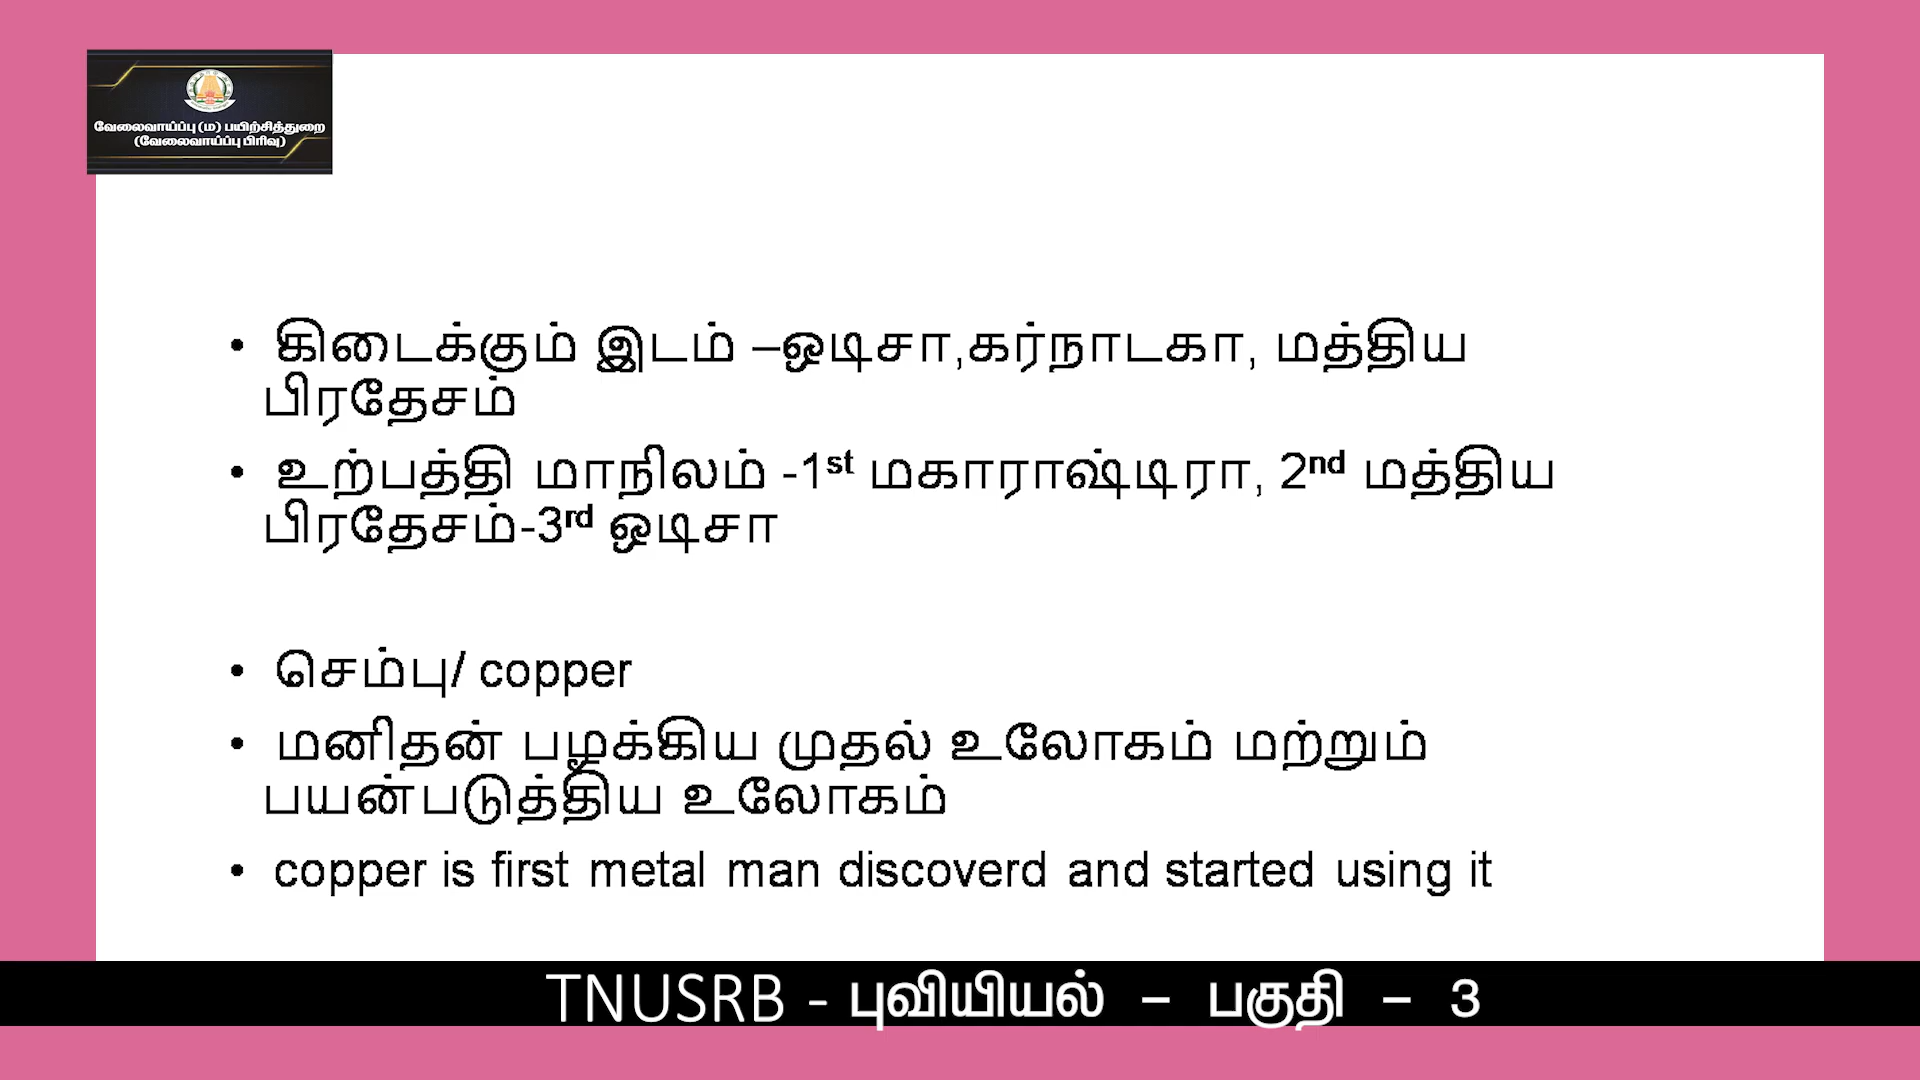 வேலைவாய்ப்பு (ம) பயிற்சித்துறை
(வேலைவாய்ப்பு பிரிவு)
• கிடைக்கும் இடம் –ஒடிசா,கர்நாடகா, மத்திய
பிரதேசம்
• உற்பத்தி மாநிலம் -1st மகாராஷ்டிரா, 2nd மத்திய
பிரதேசம்-3rd ஒடிசா
• செம்பு/ copper
• மனிதன் பழக்கிய முதல் உலோகம் மற்றும்
பயன்படுத்திய உலோகம்
• copper is first metal man discoverd and started using it
TNUSRB - புவியியல் – பகுதி – 3